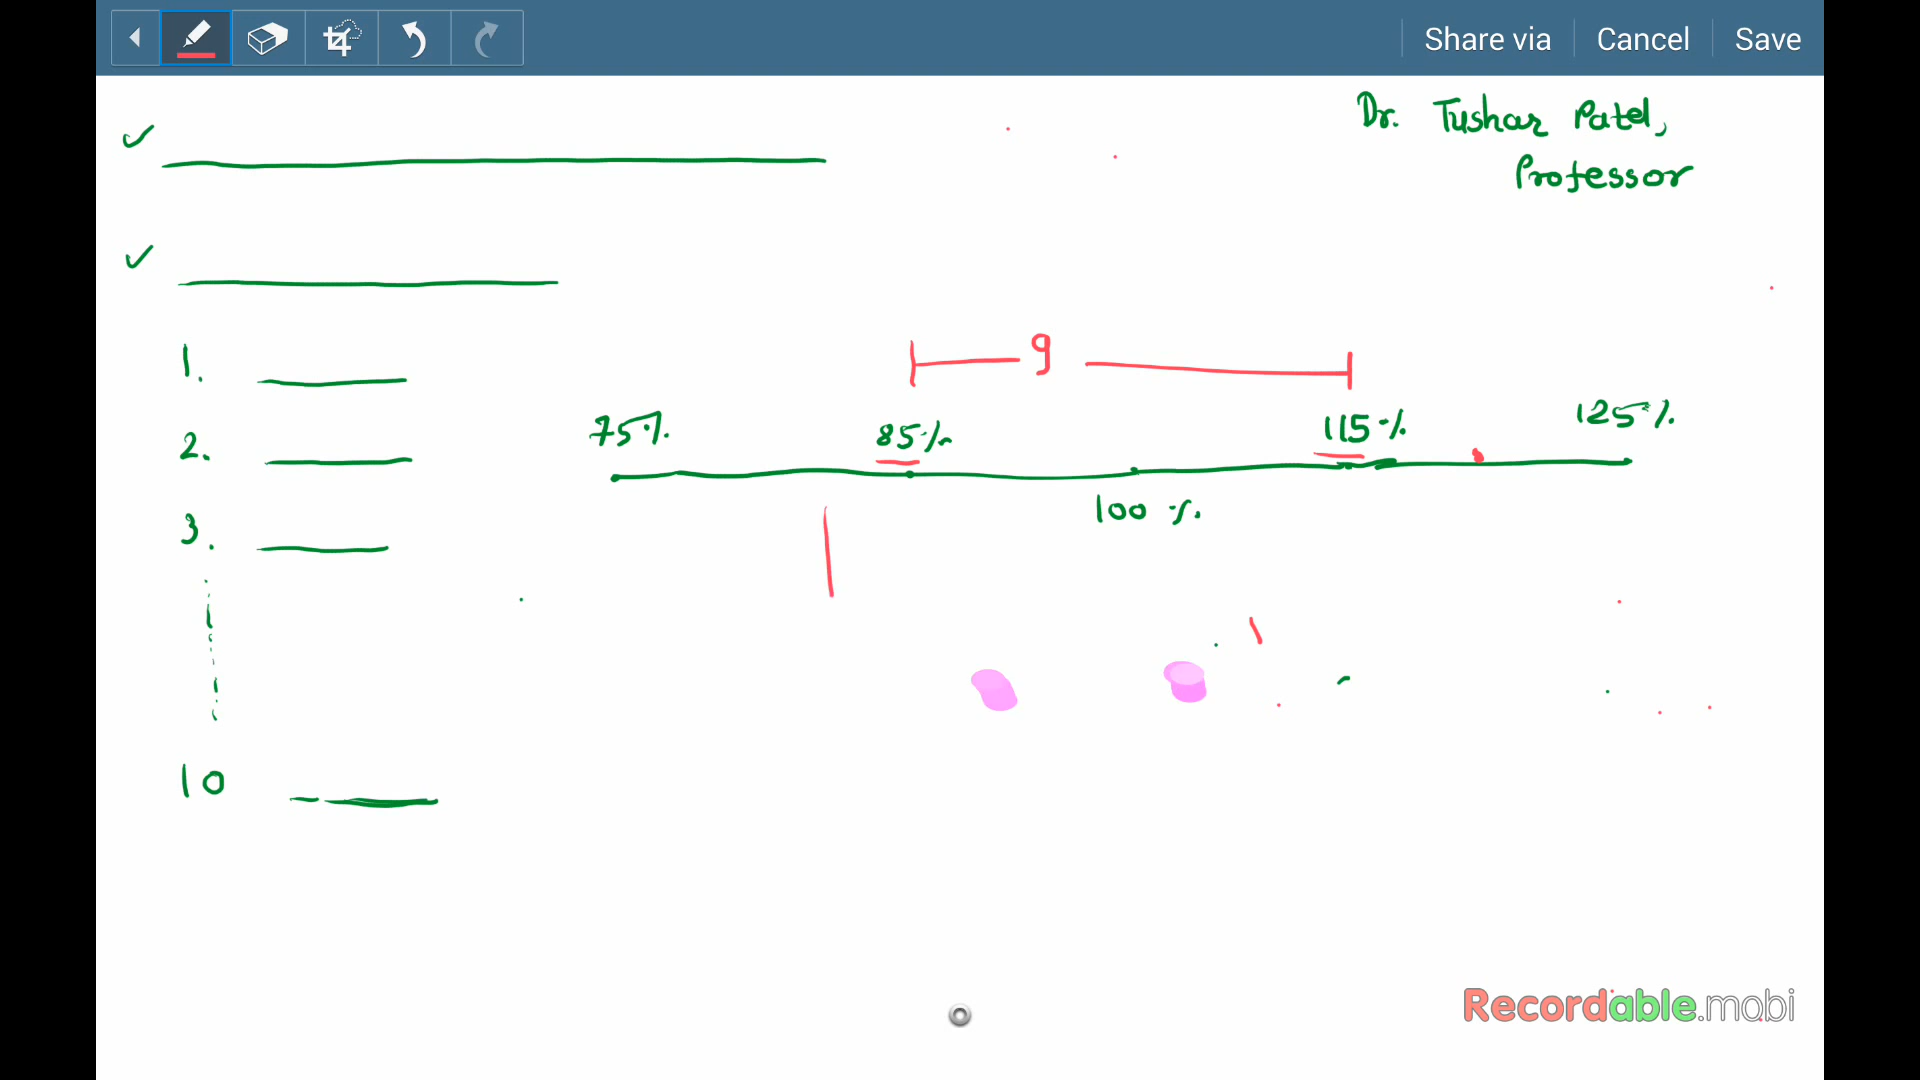 Share via Cancel Save
Dr. Tushar Patel,
Professor
1.
9
75%
85%
115%
125%
2.
100 %
3.
10
Recordable.mobi